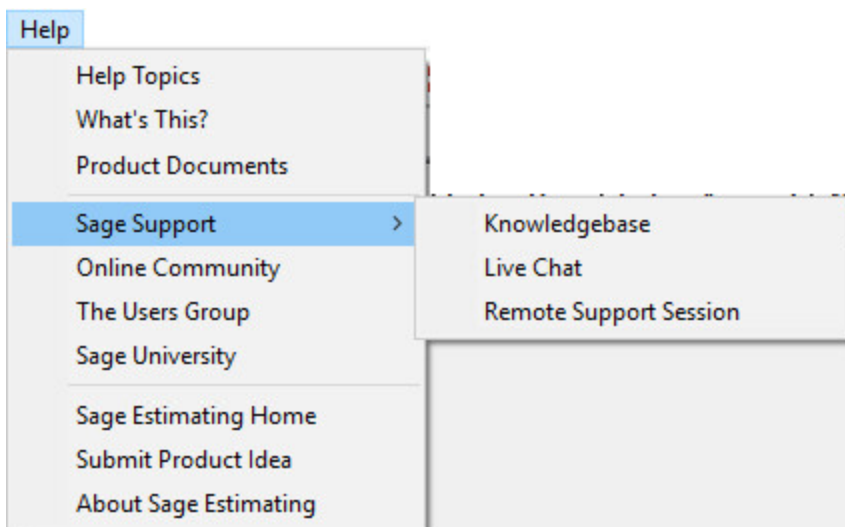 Help
Help Topics
What's This?
Product Documents
Sage Support
Knowledgebase
Live Chat
Remote Support Session
Online Community
The Users Group
Sage University
Sage Estimating Home
Submit Product Idea
About Sage Estimating